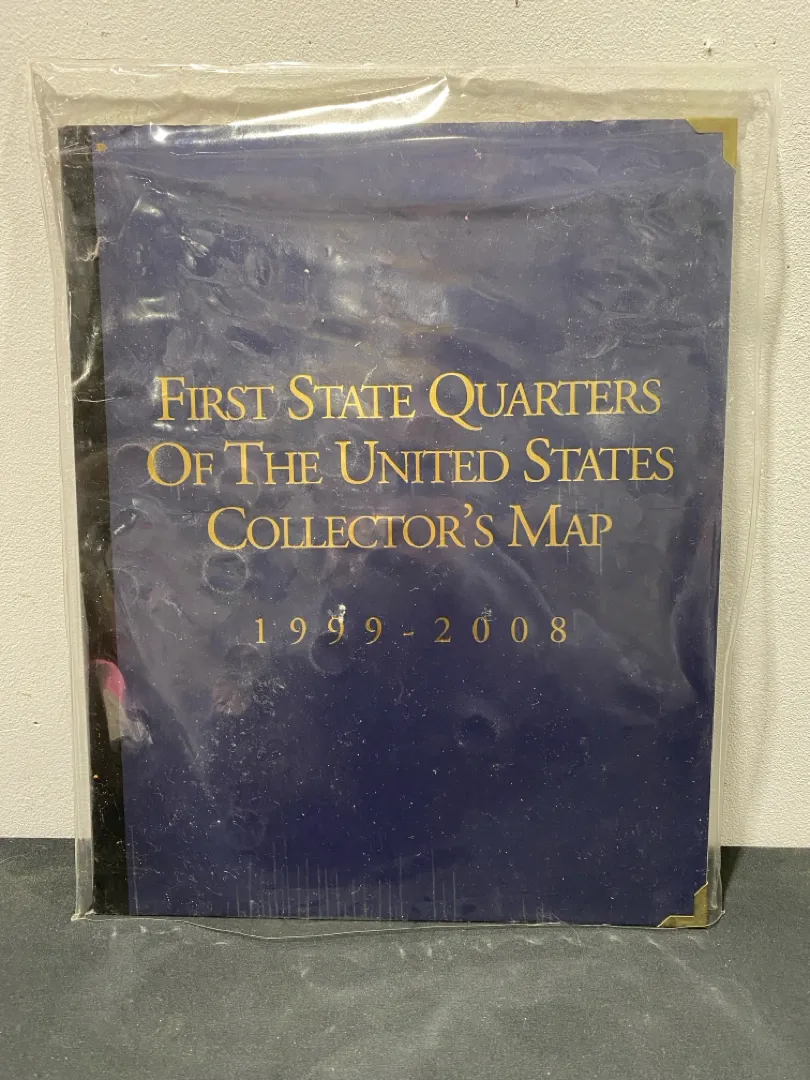 First State Quarters
Of The United States
Collector's Map
1999-2008